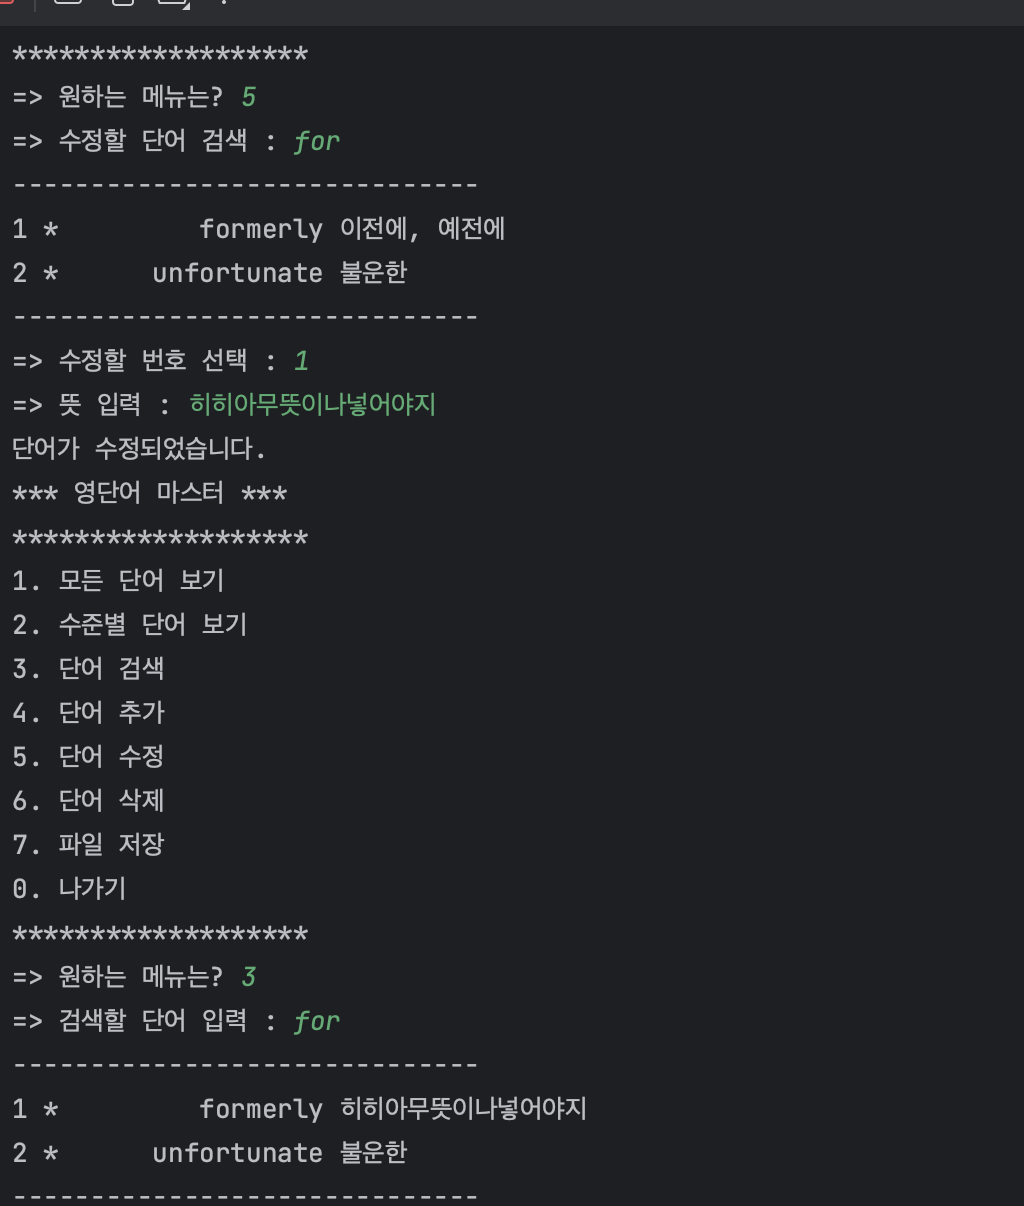 *******************
=> 원하는 메뉴는? 5
=> 수정할 단어 검색 : for
------------------------------
1 *         formerly 이전에, 예전에
2 *      unfortunate 불운한
------------------------------
=> 수정할 번호 선택 : 1
=> 뜻 입력 : 히히아무뜻이나넣어야지
단어가 수정되었습니다.
*** 영단어 마스터 ***
*******************
1. 모든 단어 보기
2. 수준별 단어 보기
3. 단어 검색
4. 단어 추가
5. 단어 수정
6. 단어 삭제
7. 파일 저장
0. 나가기
*******************
=> 원하는 메뉴는? 3
=> 검색할 단어 입력 : for
------------------------------
1 *         formerly 히히아무뜻이나넣어야지
2 *      unfortunate 불운한
------------------------------